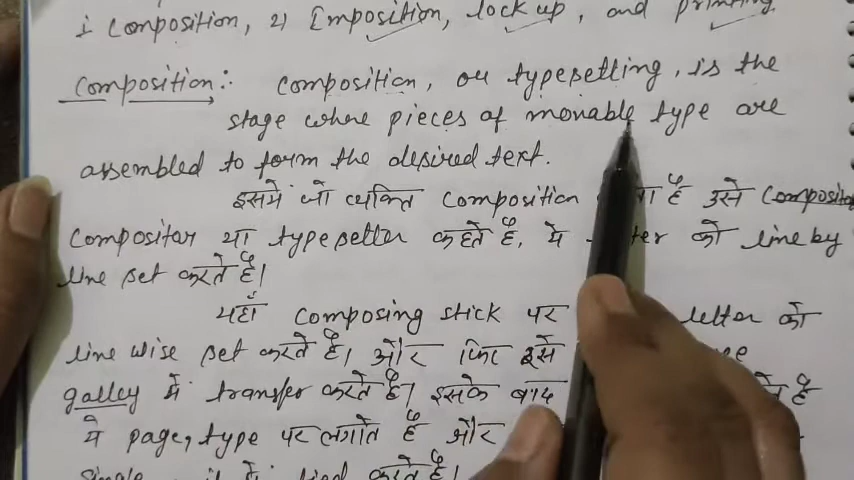 i Composition, 2) Imposition, lock up, and printing.
Composition:- Composition, or typesetting, is the
stage where pieces of movable type are
assembled to form the desired text.
इसमें जो व्यक्ति composition है उसे Compositor
Compositor या typesetter कहते है, ये को line by
line set करते है।
यहाँ composing stick पर letter को
line wise set करते है। और फिर इसे
galley में transfer करते है। इसके बाद है
ये page, type पर लगाते है और
single करते है।